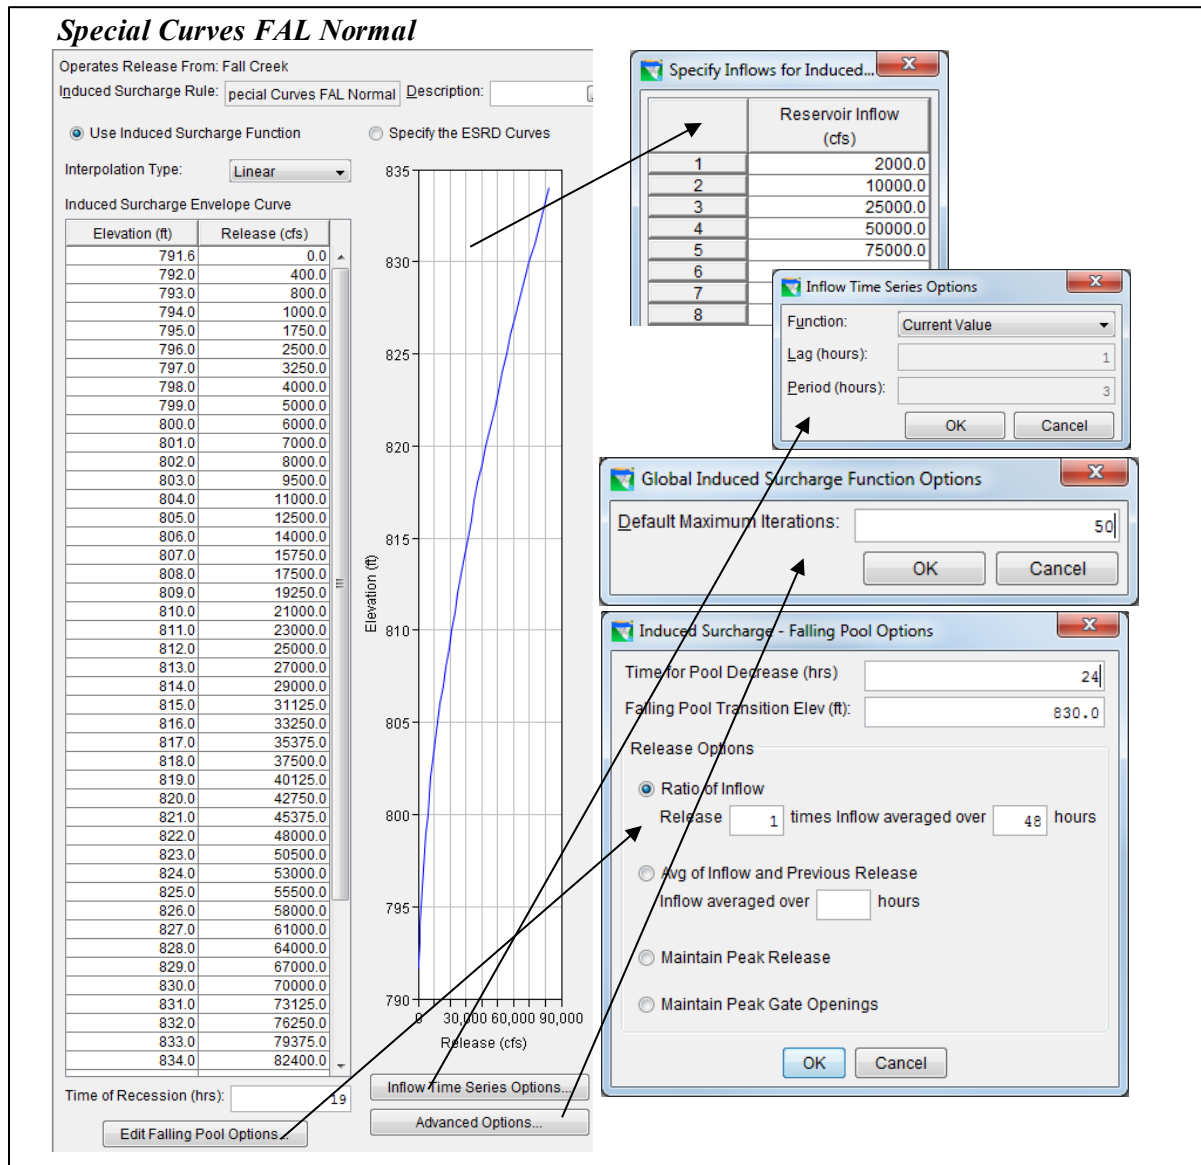 Special Curves FAL Normal
Operates Release From: Fall Creek
Induced Surcharge Rule: pecial Curves FAL Normal Description:
Use Induced Surcharge Function Specify the ESRD Curves
Interpolation Type: Linear
Induced Surcharge Envelope Curve
Elevation (ft) Release (cfs)
791.6 0.0
792.0 400.0
793.0 800.0
794.0 1000.0
795.0 1750.0
796.0 2500.0
797.0 3250.0
798.0 4000.0
799.0 5000.0
800.0 6000.0
801.0 7000.0
802.0 8000.0
803.0 9500.0
804.0 11000.0
805.0 12500.0
806.0 14000.0
807.0 15750.0
808.0 17500.0
809.0 19250.0
810.0 21000.0
811.0 23000.0
812.0 25000.0
813.0 27000.0
814.0 29000.0
815.0 31125.0
816.0 33250.0
817.0 35375.0
818.0 37500.0
819.0 40125.0
820.0 42750.0
821.0 45375.0
822.0 48000.0
823.0 50500.0
824.0 53000.0
825.0 55500.0
826.0 58000.0
827.0 61000.0
828.0 64000.0
829.0 67000.0
830.0 70000.0
831.0 73125.0
832.0 76250.0
833.0 79375.0
834.0 82400.0
Time of Recession (hrs): 19
Edit Falling Pool Options...
835
830
825
820
815
810
805
800
795
790
Elevation (ft)
0 30,000 60,000 90,000
Release (cfs)
Inflow Time Series Options...
Advanced Options...
Specify Inflows for Induced...
Reservoir Inflow
(cfs)
1 2000.0
2 10000.0
3 25000.0
4 50000.0
5 75000.0
6
7
8
Inflow Time Series Options
Function: Current Value
Lag (hours): 1
Period (hours): 3
OK Cancel
Global Induced Surcharge Function Options
Default Maximum Iterations: 50
OK Cancel
Induced Surcharge - Falling Pool Options
Time for Pool Decrease (hrs) 24
Falling Pool Transition Elev (ft): 830.0
Release Options
Ratio of Inflow
Release 1 times Inflow averaged over 48 hours
Avg of Inflow and Previous Release
Inflow averaged over hours
Maintain Peak Release
Maintain Peak Gate Openings
OK Cancel